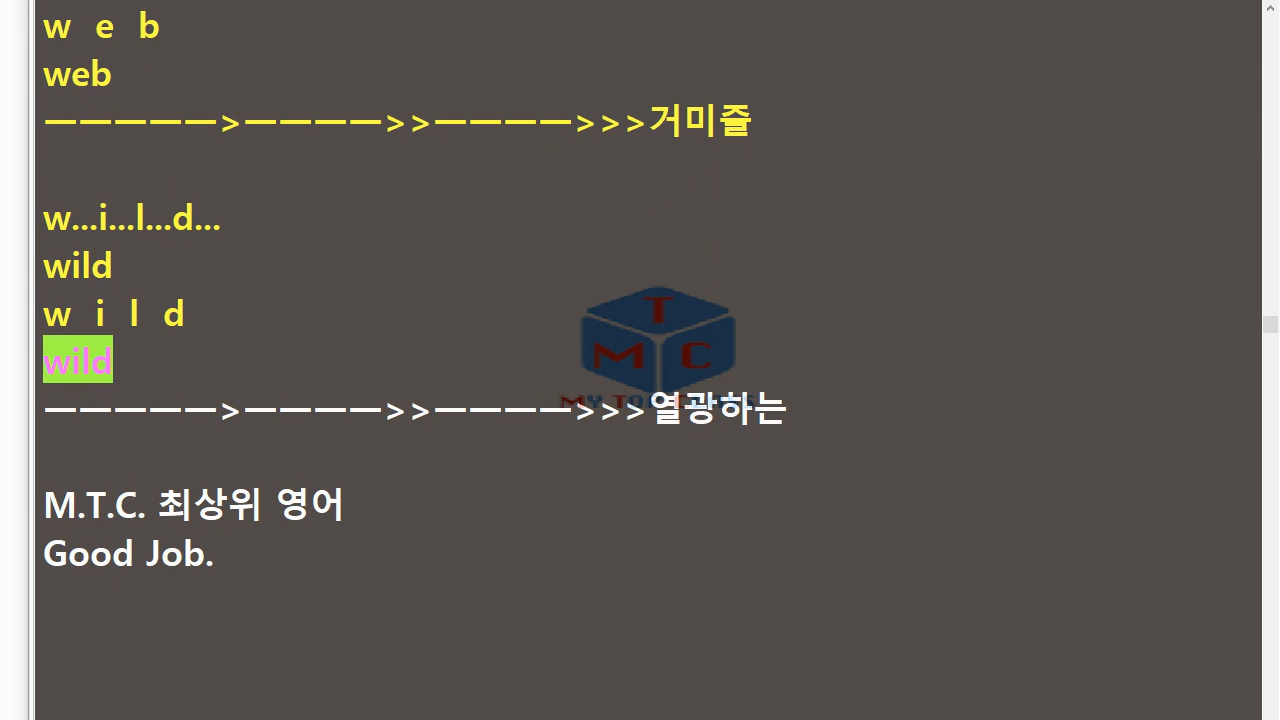 w e b
web
ㅡㅡㅡㅡㅡ>ㅡㅡㅡㅡ>>ㅡㅡㅡㅡ>>>거미쥴
w...i...l...d...
wild
w i l d
wild
ㅡㅡㅡㅡㅡ>ㅡㅡㅡㅡ>>ㅡㅡㅡㅡ>>>열광하는
T
M C
M.T.C. 최상위 영어
Good Job.